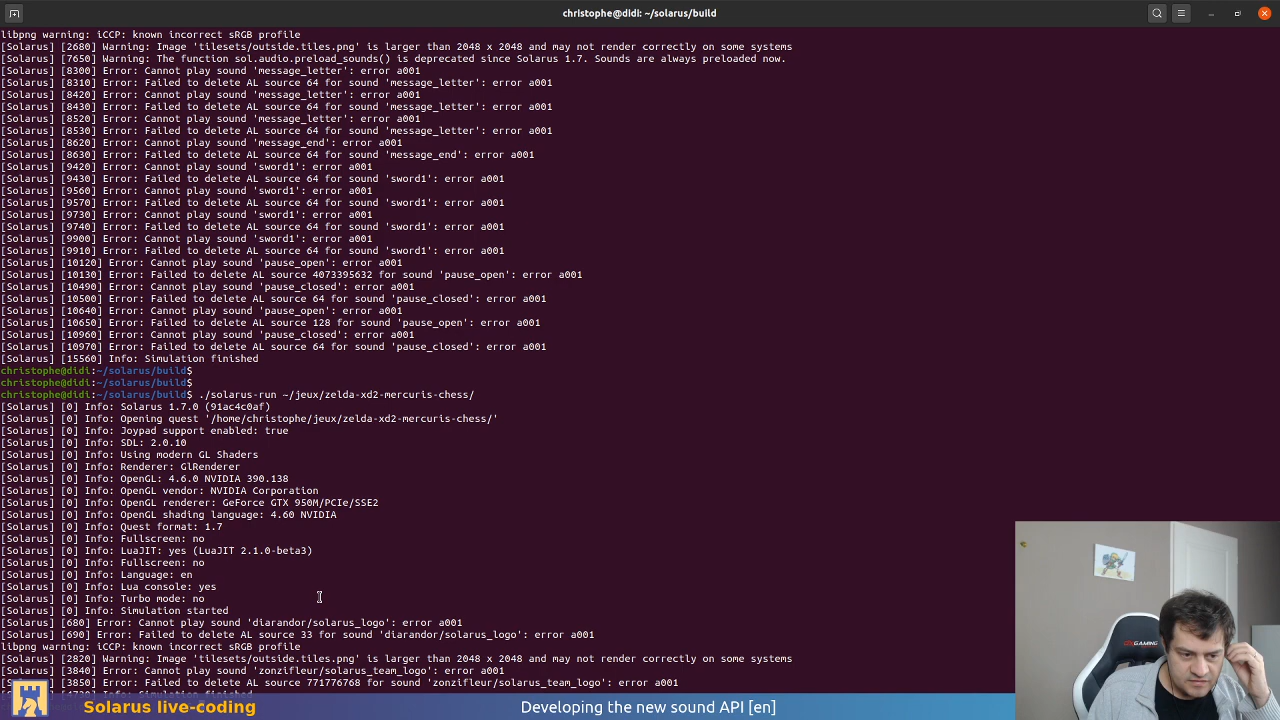 christophe@didi: ~/solarus/build
libpng warning: iCCP: known incorrect sRGB profile
[Solarus] [2680] Warning: Image 'tilesets/outside.tiles.png' is larger than 2048 x 2048 and may not render correctly on some systems
[Solarus] [7650] Warning: The function sol.audio.preload_sounds() is deprecated since Solarus 1.7. Sounds are always preloaded now.
[Solarus] [8300] Error: Cannot play sound 'message_letter': error a001
[Solarus] [8310] Error: Failed to delete AL source 64 for sound 'message_letter': error a001
[Solarus] [8420] Error: Cannot play sound 'message_letter': error a001
[Solarus] [8430] Error: Failed to delete AL source 64 for sound 'message_letter': error a001
[Solarus] [8520] Error: Cannot play sound 'message_letter': error a001
[Solarus] [8530] Error: Failed to delete AL source 64 for sound 'message_letter': error a001
[Solarus] [8620] Error: Cannot play sound 'message_end': error a001
[Solarus] [8630] Error: Failed to delete AL source 64 for sound 'message_end': error a001
[Solarus] [9420] Error: Cannot play sound 'sword1': error a001
[Solarus] [9430] Error: Failed to delete AL source 64 for sound 'sword1': error a001
[Solarus] [9560] Error: Cannot play sound 'sword1': error a001
[Solarus] [9570] Error: Failed to delete AL source 64 for sound 'sword1': error a001
[Solarus] [9730] Error: Cannot play sound 'sword1': error a001
[Solarus] [9740] Error: Failed to delete AL source 64 for sound 'sword1': error a001
[Solarus] [9900] Error: Cannot play sound 'sword1': error a001
[Solarus] [9910] Error: Failed to delete AL source 64 for sound 'sword1': error a001
[Solarus] [10120] Error: Cannot play sound 'pause_open': error a001
[Solarus] [10130] Error: Failed to delete AL source 4073395632 for sound 'pause_open': error a001
[Solarus] [10490] Error: Cannot play sound 'pause_closed': error a001
[Solarus] [10500] Error: Failed to delete AL source 64 for sound 'pause_closed': error a001
[Solarus] [10640] Error: Cannot play sound 'pause_open': error a001
[Solarus] [10650] Error: Failed to delete AL source 128 for sound 'pause_open': error a001
[Solarus] [10960] Error: Cannot play sound 'pause_closed': error a001
[Solarus] [10970] Error: Failed to delete AL source 64 for sound 'pause_closed': error a001
[Solarus] [15560] Info: Simulation finished
christophe@didi:~/solarus/build$
christophe@didi:~/solarus/build$
christophe@didi:~/solarus/build$ ./solarus-run ~/jeux/zelda-xd2-mercuris-chess/
[Solarus] [0] Info: Solarus 1.7.0 (91ac4c0af)
[Solarus] [0] Info: Opening quest '/home/christophe/jeux/zelda-xd2-mercuris-chess/'
[Solarus] [0] Info: Joypad support enabled: true
[Solarus] [0] Info: SDL: 2.0.10
[Solarus] [0] Info: Using modern GL Shaders
[Solarus] [0] Info: Renderer: GlRenderer
[Solarus] [0] Info: OpenGL: 4.6.0 NVIDIA 390.138
[Solarus] [0] Info: OpenGL vendor: NVIDIA Corporation
[Solarus] [0] Info: OpenGL renderer: GeForce GTX 950M/PCIe/SSE2
[Solarus] [0] Info: OpenGL shading language: 4.60 NVIDIA
[Solarus] [0] Info: Quest format: 1.7
[Solarus] [0] Info: Fullscreen: no
[Solarus] [0] Info: LuaJIT: yes (LuaJIT 2.1.0-beta3)
[Solarus] [0] Info: Fullscreen: no
[Solarus] [0] Info: Language: en
[Solarus] [0] Info: Lua console: yes
[Solarus] [0] Info: Turbo mode: no
[Solarus] [0] Info: Simulation started
[Solarus] [680] Error: Cannot play sound 'diarandor/solarus_logo': error a001
[Solarus] [690] Error: Failed to delete AL source 33 for sound 'diarandor/solarus_logo': error a001
libpng warning: iCCP: known incorrect sRGB profile
[Solarus] [2820] Warning: Image 'tilesets/outside.tiles.png' is larger than 2048 x 2048 and may not render correctly on some systems
[Solarus] [3840] Error: Cannot play sound 'zonzifleur/solarus_team_logo': error a001
[Solarus] [3850] Error: Failed to delete AL source 771776768 for sound 'zonzifleur/solarus_team_logo': error a001
Solarus live-coding
Developing the new sound API [en]